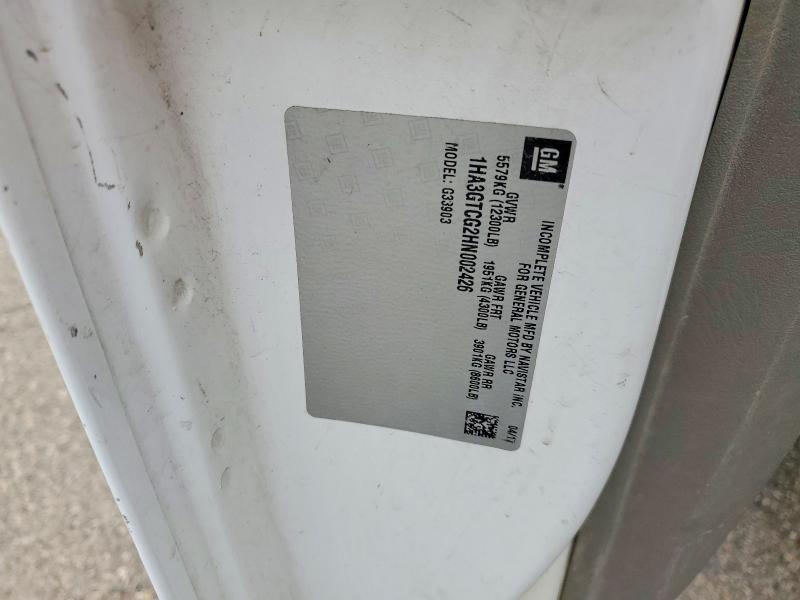 GM
INCOMPLETE VEHICLE MFD BY NAVISTAR INC.
FOR GENERAL MOTORS LLC
04/17
GVWR GAWR FRT GAWR RR
5579KG (12300LB) 1951KG (4300LB) 3901KG (8600LB)
1HA3GTCG2HN002426
MODEL: G33903